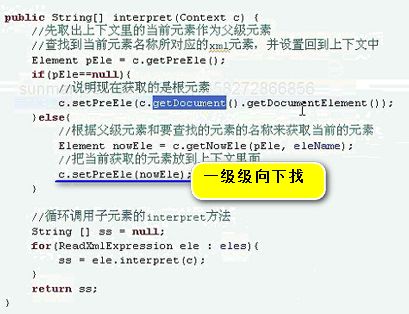 public String[] interpret(Context c) {
//先取出上下文里的当前元素作为父级元素
//查找到当前元素名称所对应的xml元素，并设置回到上下文中
Element pEle = c.getPreEle();
if(pEle==null){
//说明现在获取的是根元素
c.setPreEle(c.getDocument().getDocumentElement());
}else{
//根据父级元素和要查找的元素的名称来获取当前的元素
Element nowEle = c.getNowEle(pEle, eleName);
//把当前获取的元素放到上下文里面
c.setPreEle(nowEle);
一级级向下找
}
//循环调用子元素的interpret方法
String [] ss = null;
for(ReadXmlExpression ele : eles){
ss = ele.interpret(c);
}
return ss;
}